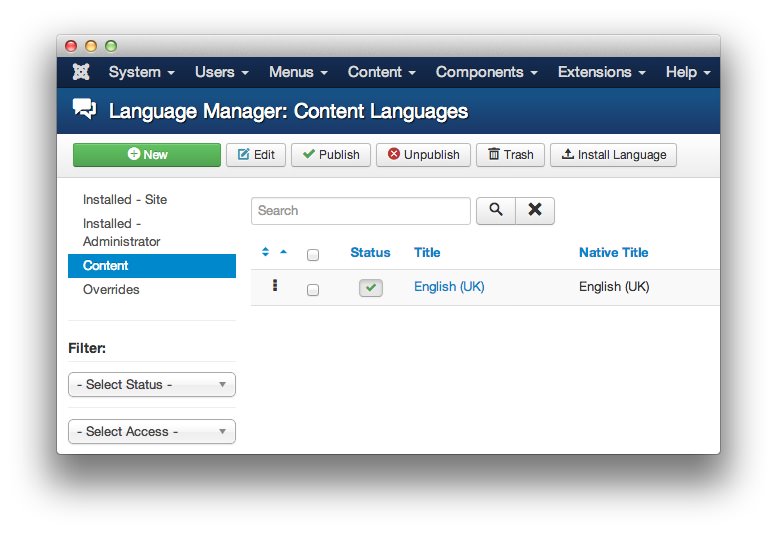 System Users Menus Content Components Extensions Help
Language Manager: Content Languages
New Edit Publish Unpublish Trash Install Language
Installed - Site
Installed -
Administrator
Content
Overrides
Filter:
- Select Status -
- Select Access -
Search
Status Title Native Title
English (UK) English (UK)